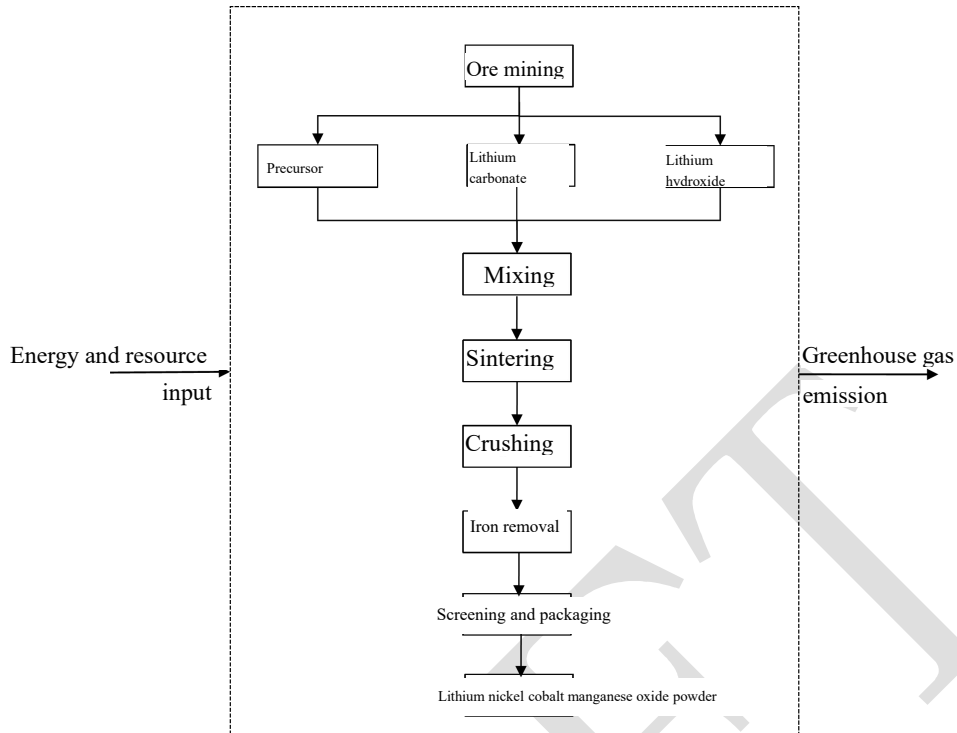 Ore mining
Precursor
Lithium
carbonate
Lithium
hydroxide
Mixing
Energy and resource
input
Sintering
Greenhouse gas
emission
Crushing
Iron removal
Screening and packaging
Lithium nickel cobalt manganese oxide powder